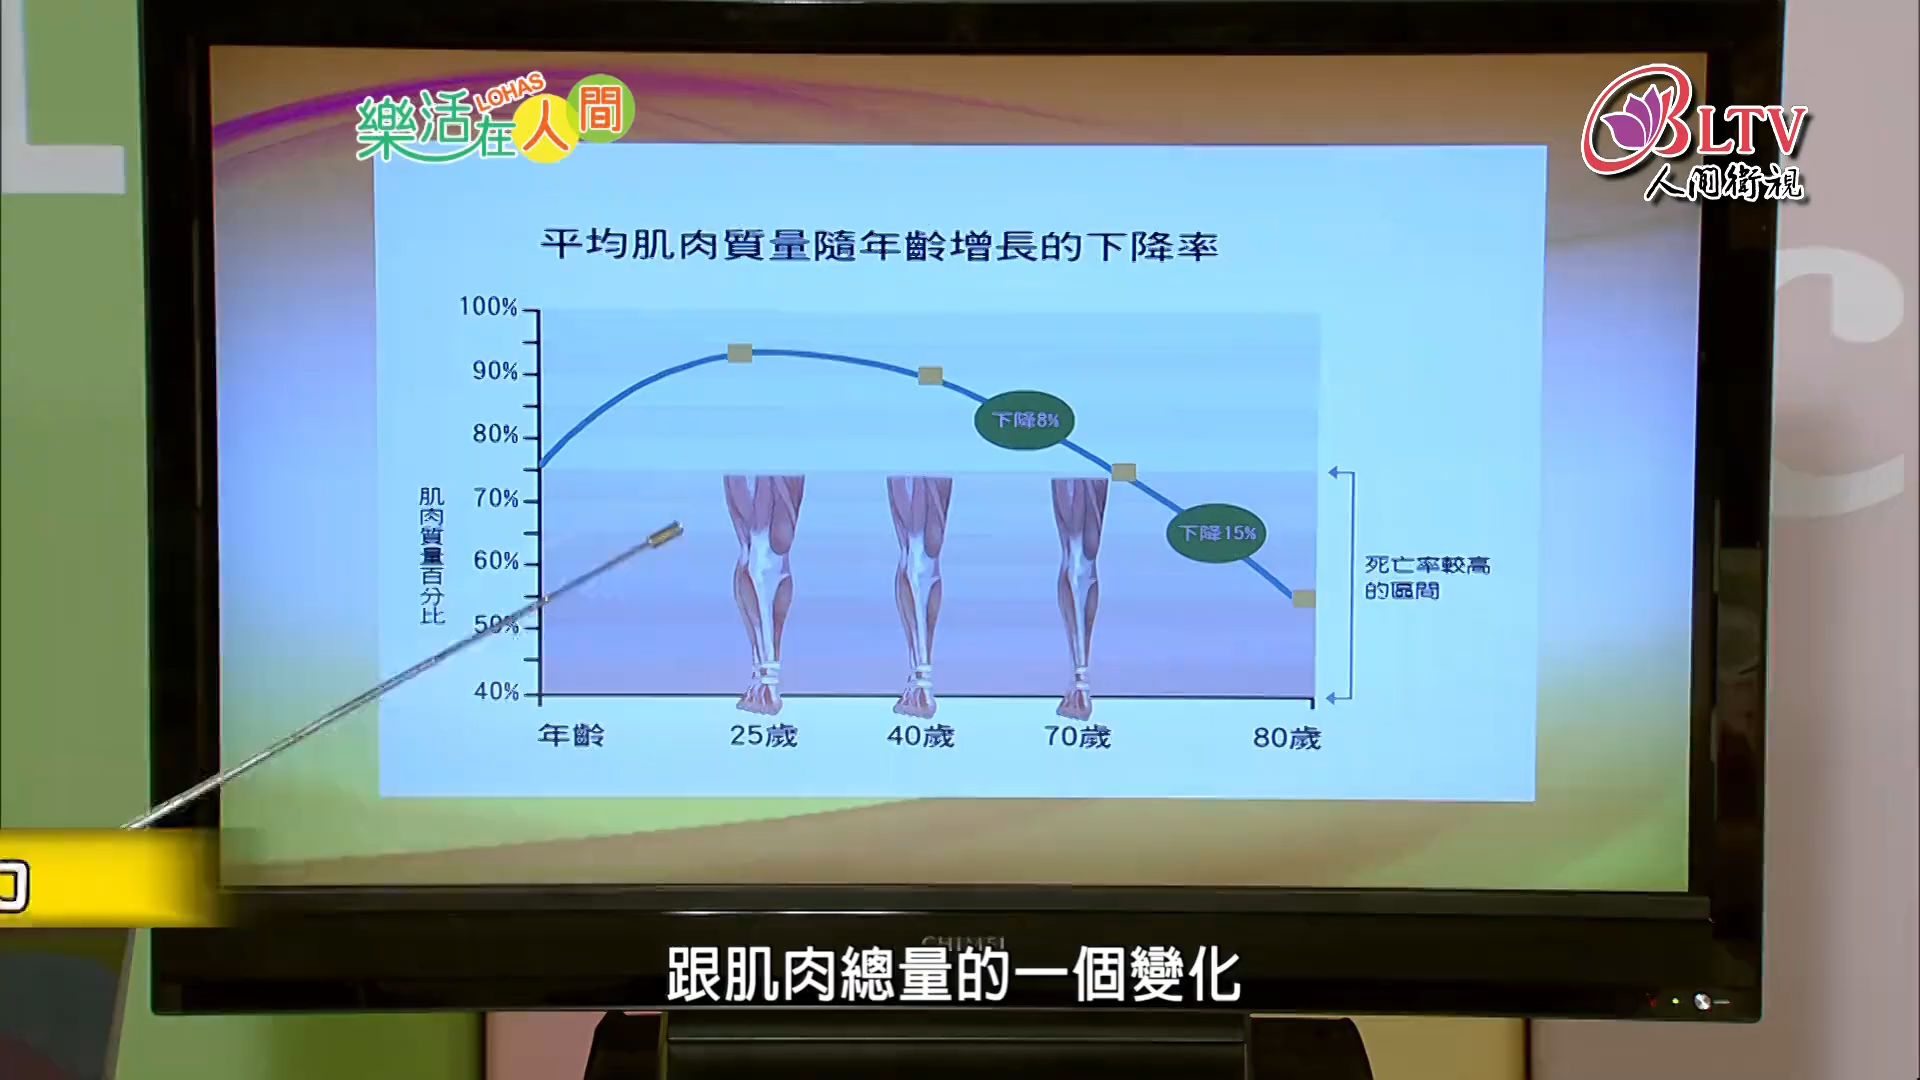 樂活在人間
LOHAS
BLTV
人間衛視
平均肌肉質量隨年齡增長的下降率
100%
90%
80%
70%
60%
50%
40%
肌肉質量百分比
下降8%
下降15%
死亡率較高
的區間
年齡
25歲
40歲
70歲
80歲
CHIMEI
跟肌肉總量的一個變化